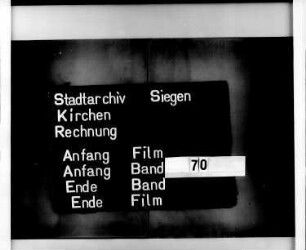 Stadtarchiv Siegen
Kirchen
Rechnung
Anfang Film
Anfang Band 70
Ende Band
Ende Film